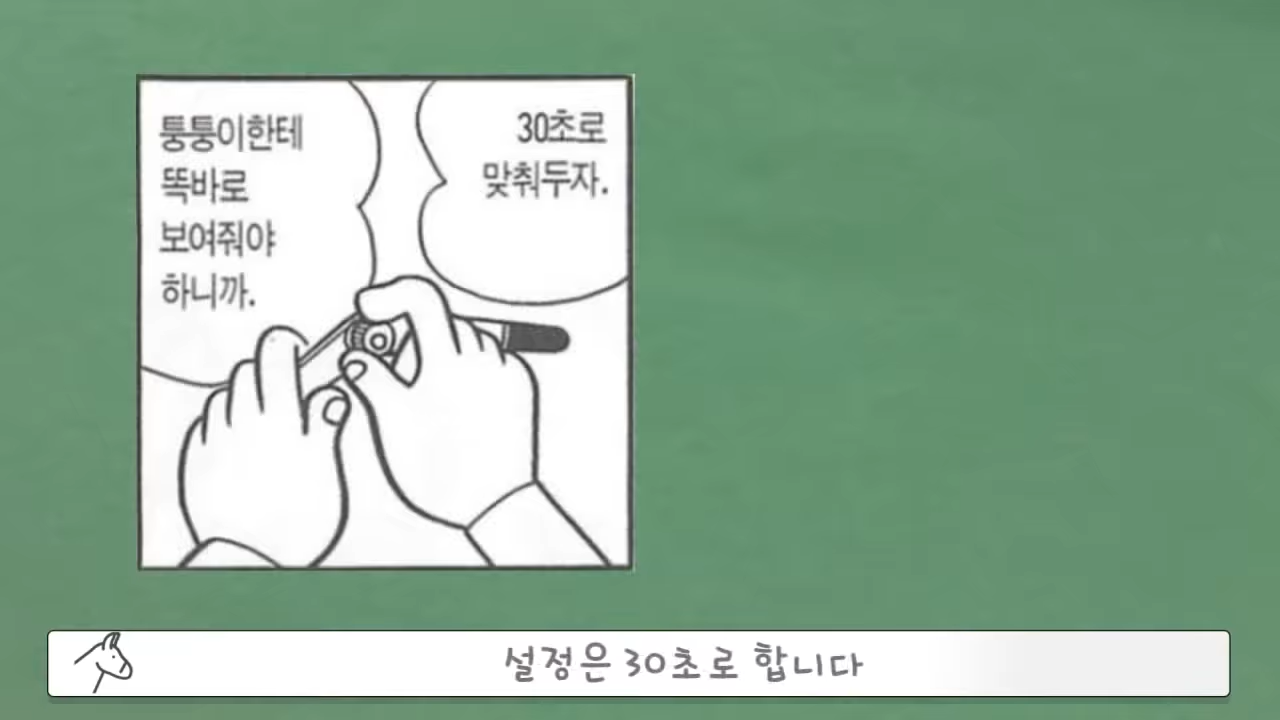 30초로
맞춰두자.
퉁퉁이한테
똑바로
보여줘야
하니까.
설정은 30초로 합니다